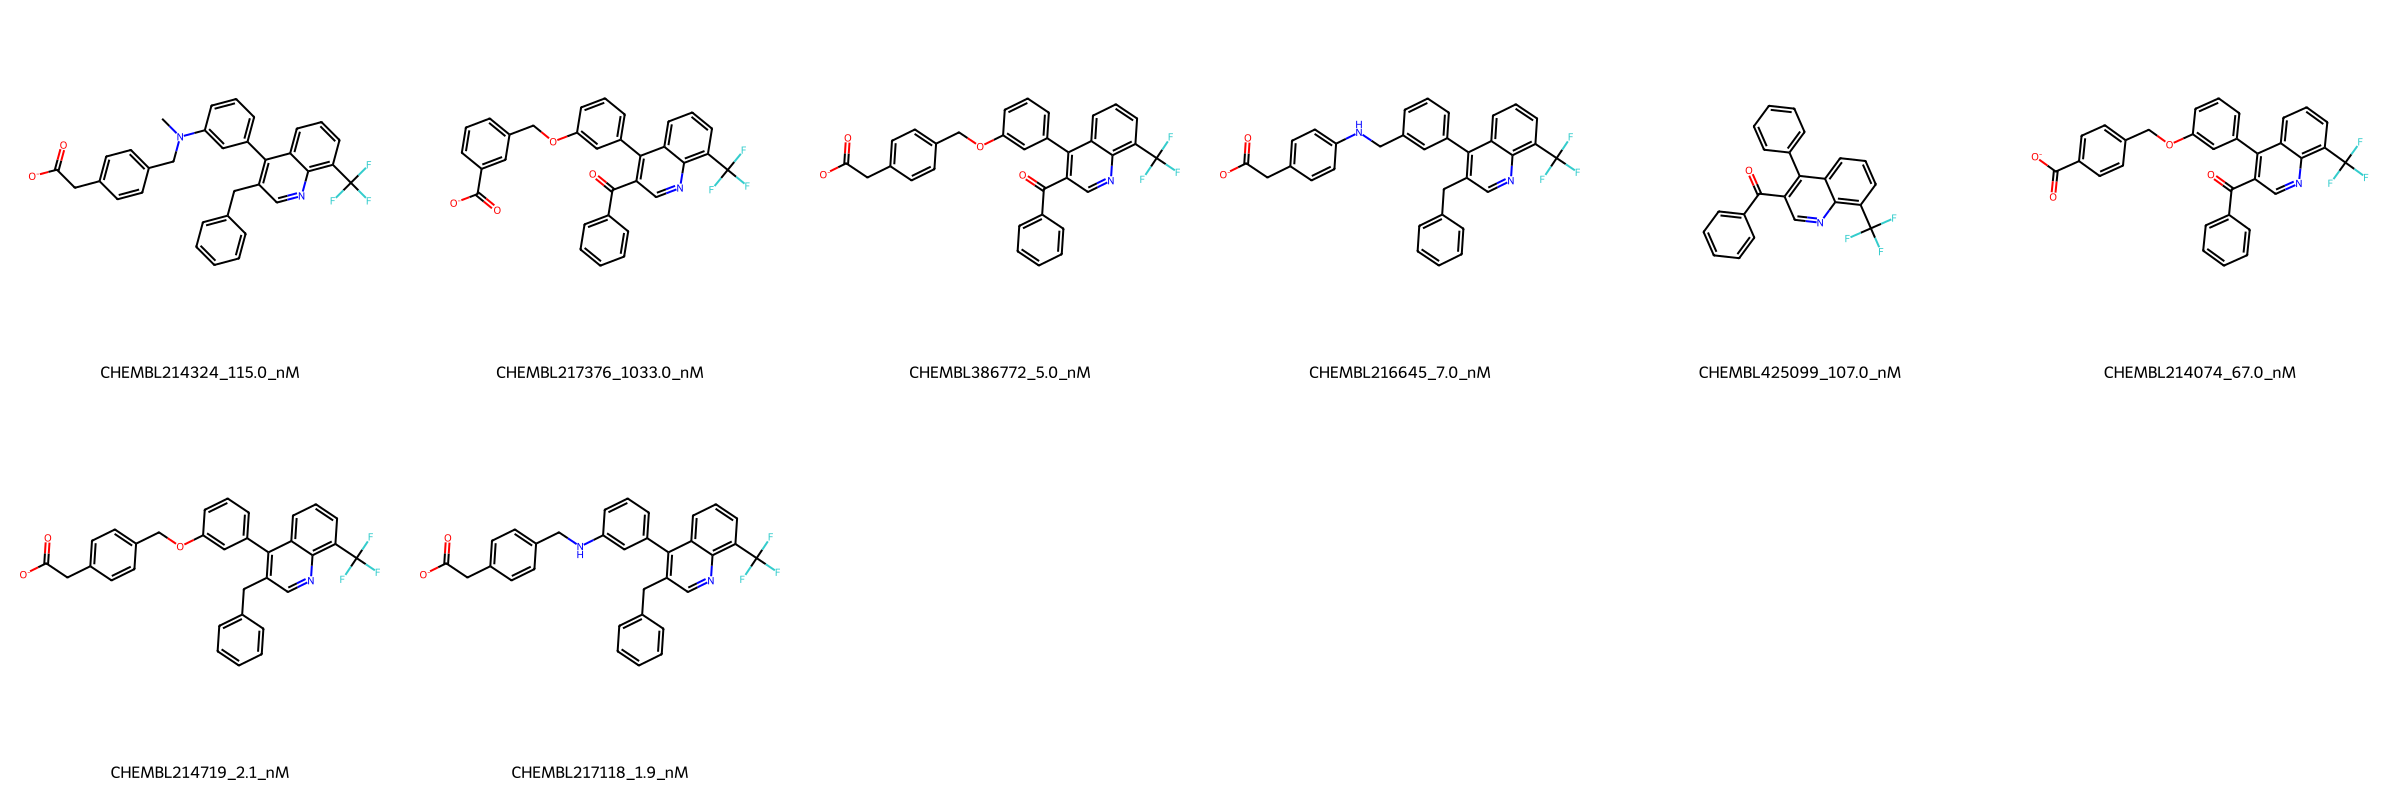 CHEMBL214324_115.0_nM
CHEMBL217376_1033.0_nM
CHEMBL386772_5.0_nM
CHEMBL216645_7.0_nM
CHEMBL425099_107.0_nM
CHEMBL214074_67.0_nM
CHEMBL214719_2.1_nM
CHEMBL217118_1.9_nM